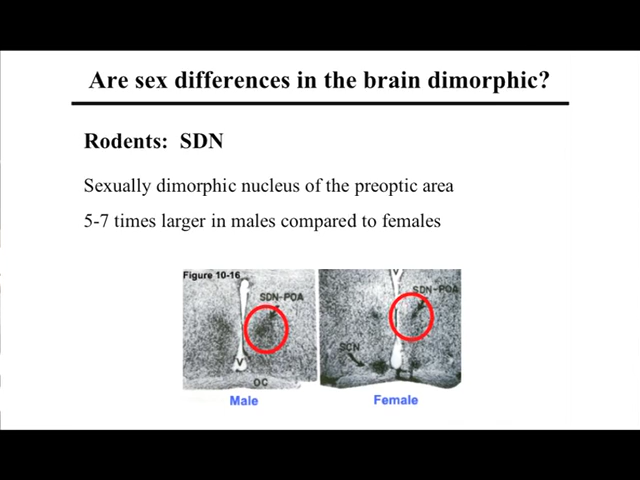 Are sex differences in the brain dimorphic?
Rodents: SDN
Sexually dimorphic nucleus of the preoptic area
5-7 times larger in males compared to females
Figure 10-16
SDN-POA
V
OC
Male
V
SDN-POA
SCN
Female